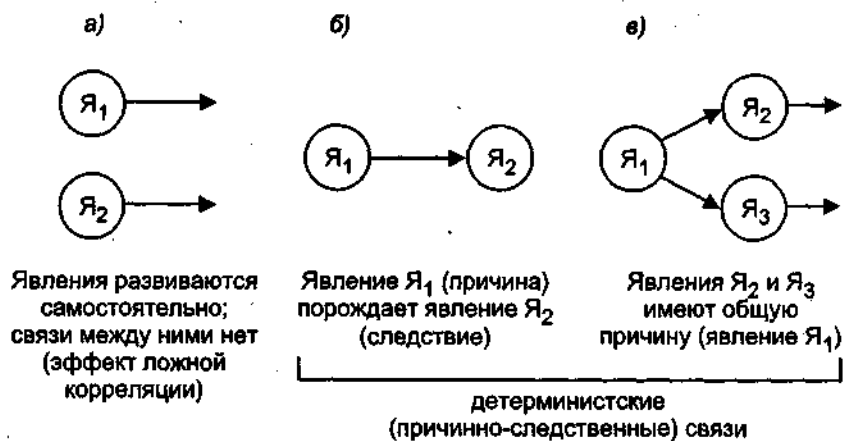 а)
б)
в)
Я1
Я2
Я1
Я2
Я1
Я2
Я3
Явления развиваются
самостоятельно;
связи между ними нет
(эффект ложной
корреляции)
Явление Я1 (причина)
порождает явление Я2
(следствие)
Явления Я2 и Я3
имеют общую
причину (явление Я1)
детерминистские
(причинно-следственные) связи